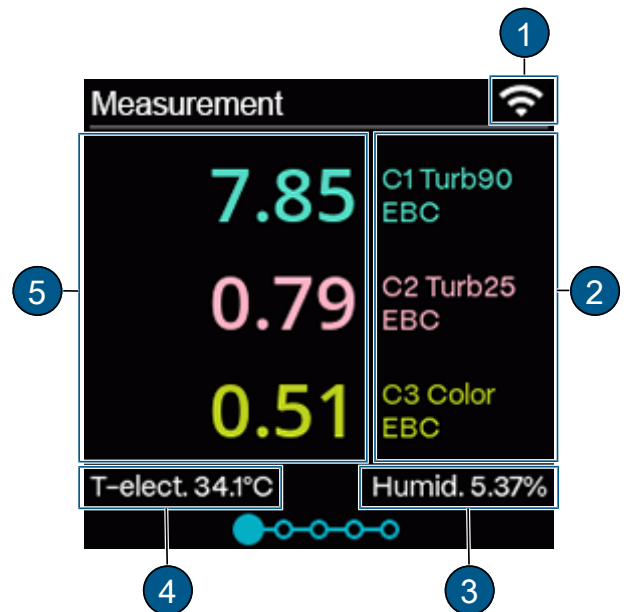 1
Measurement
7.85
C1 Turb90
EBC
5
0.79
C2 Turb25
EBC
2
0.51
C3 Color
EBC
T-elect. 34.1°C
Humid. 5.37%
4
3